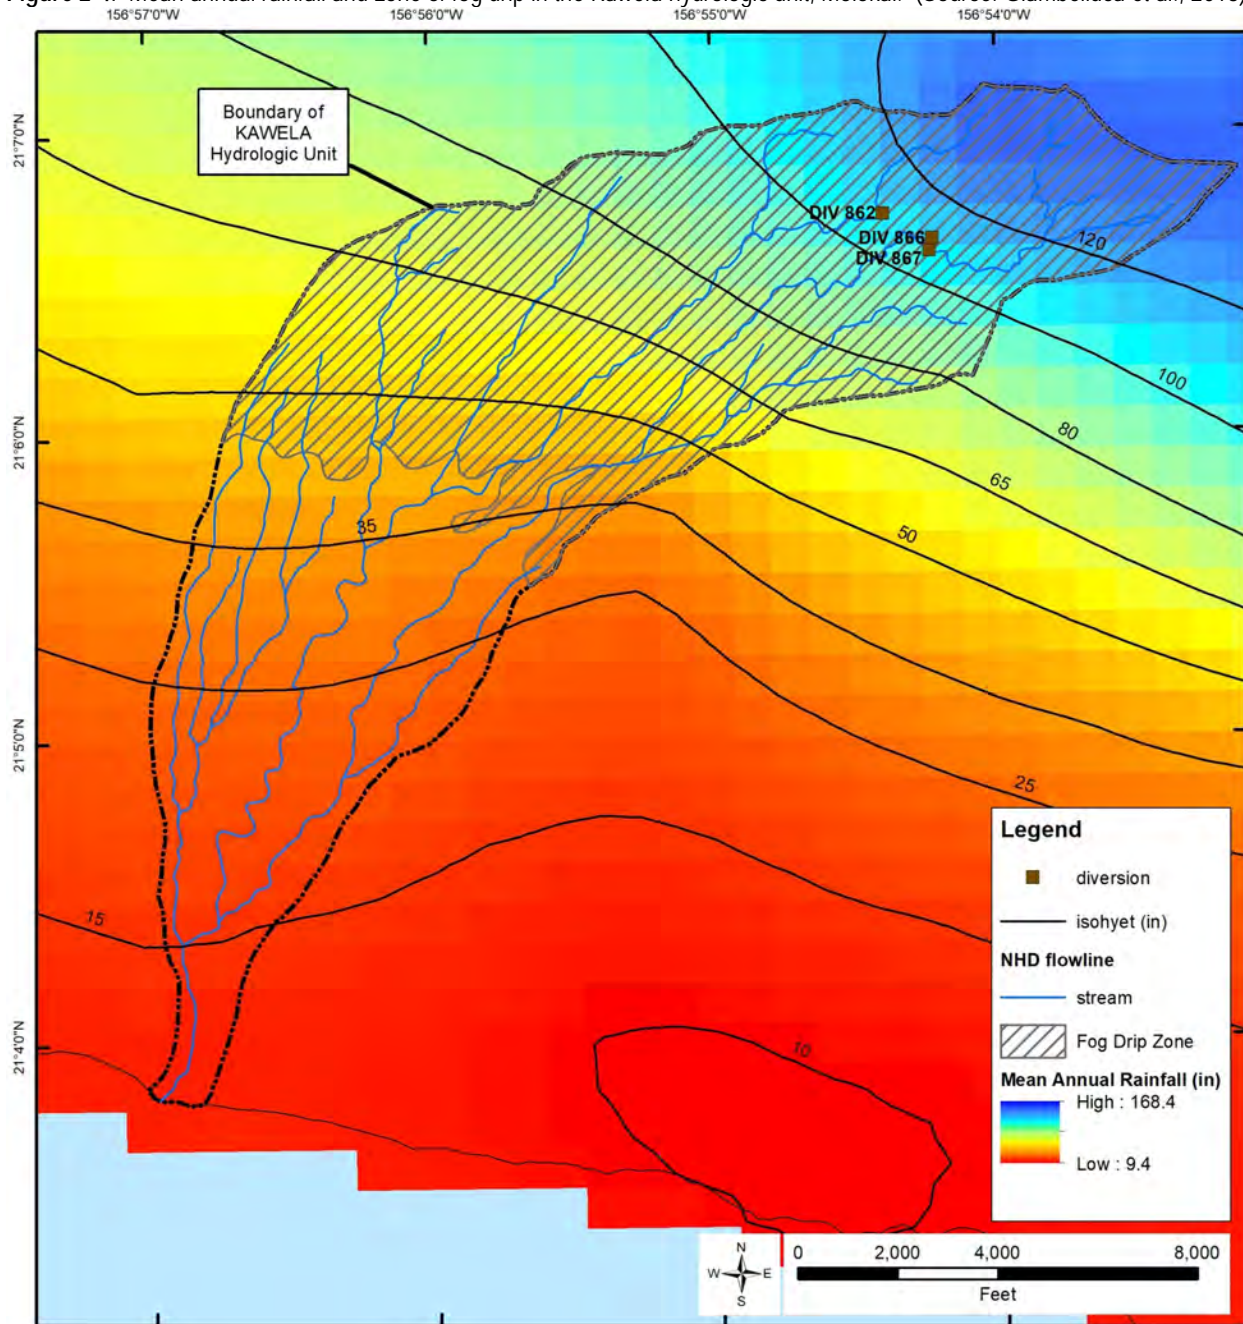 156°57'0"W 156°56'0"W 156°55'0"W 156°54'0"W
Boundary of
KAWELA
Hydrologic Unit
21°7'0"N
DIV 862
DIV 866
DIV 867
120
100
80
21°6'0"N
65
35
50
21°5'0"N
25
15
21°4'0"N
10
Legend
diversion
isohyet (in)
NHD flowline
stream
Fog Drip Zone
Mean Annual Rainfall (in)
High : 168.4
Low : 9.4
N
W E
S
0 2,000 4,000 8,000
Feet